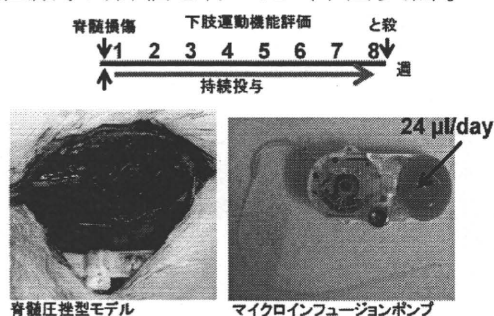 脊髄損傷 下肢運動機能評価 と殺
1 2 3 4 5 6 7 8 週
持続投与
24 µl/day
脊髄圧挫型モデル マイクロインフュージョンポンプ